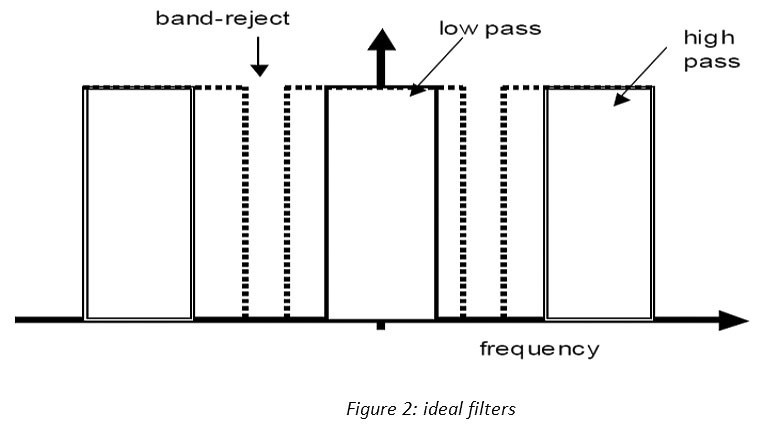 band-reject
low pass
high
pass
frequency
Figure 2: ideal filters